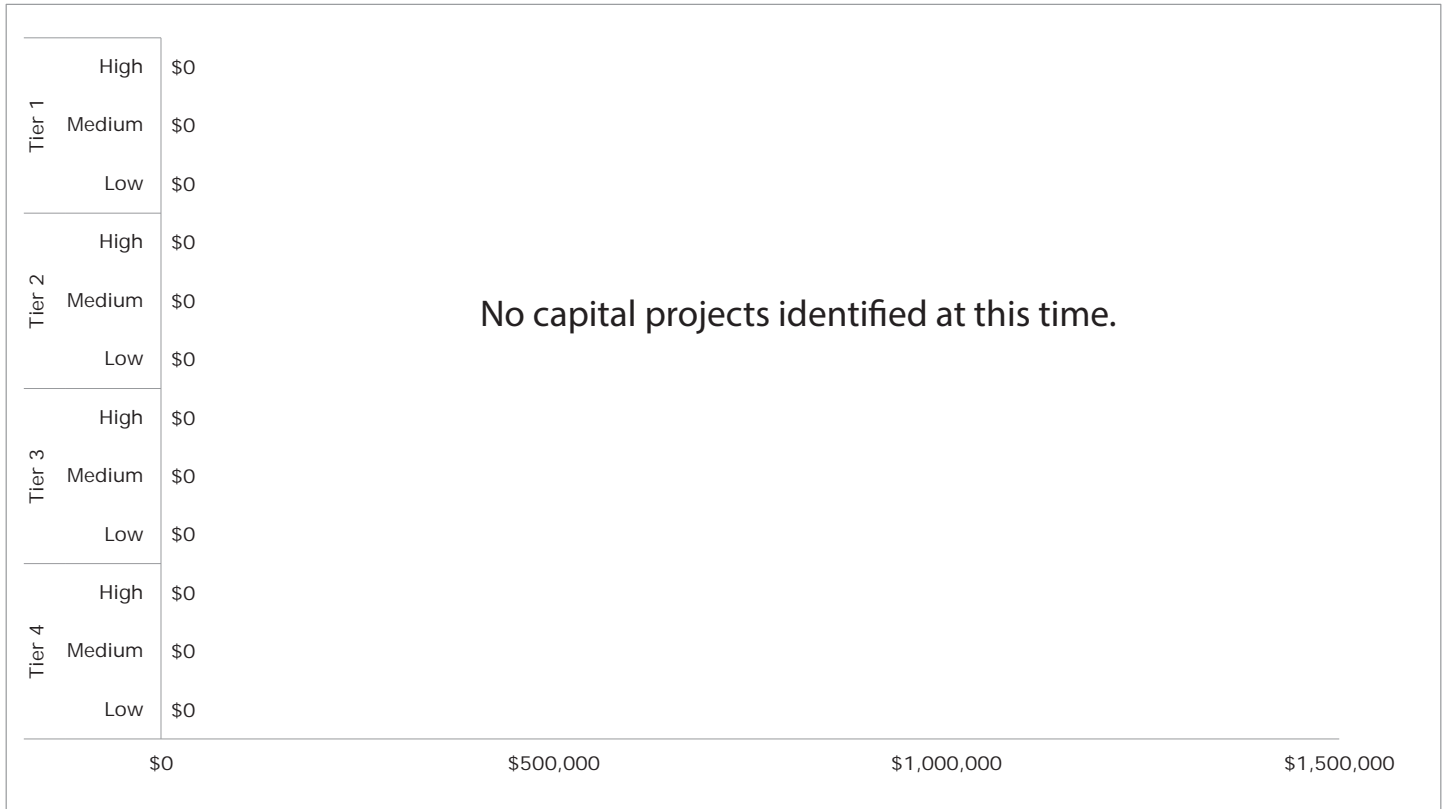 Tier 1
High $0
Medium $0
Low $0
Tier 2
High $0
Medium $0
Low $0
No capital projects identified at this time.
Tier 3
High $0
Medium $0
Low $0
Tier 4
High $0
Medium $0
Low $0
$0 $500,000 $1,000,000 $1,500,000